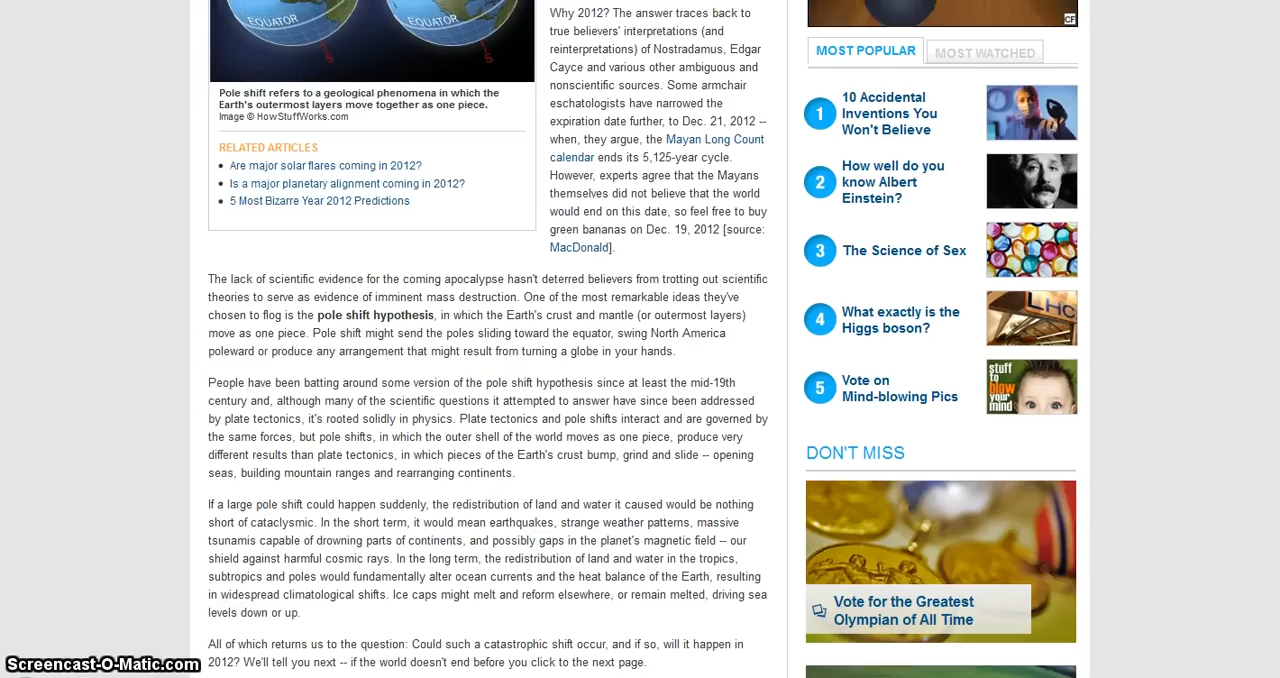 EQUATOR
EQUATOR
S
S
Pole shift refers to a geological phenomena in which the
Earth's outermost layers move together as one piece.
Image © HowStuffWorks.com
RELATED ARTICLES
Are major solar flares coming in 2012?
Is a major planetary alignment coming in 2012?
5 Most Bizarre Year 2012 Predictions
Why 2012? The answer traces back to
true believers' interpretations (and
reinterpretations) of Nostradamus, Edgar
Cayce and various other ambiguous and
nonscientific sources. Some armchair
eschatologists have narrowed the
expiration date further, to Dec. 21, 2012 --
when, they argue, the Mayan Long Count
calendar ends its 5,125-year cycle.
However, experts agree that the Mayans
themselves did not believe that the world
would end on this date, so feel free to buy
green bananas on Dec. 19, 2012 [source:
MacDonald].
The lack of scientific evidence for the coming apocalypse hasn't deterred believers from trotting out scientific
theories to serve as evidence of imminent mass destruction. One of the most remarkable ideas they've
chosen to flog is the pole shift hypothesis, in which the Earth's crust and mantle (or outermost layers)
move as one piece. Pole shift might send the poles sliding toward the equator, swing North America
poleward or produce any arrangement that might result from turning a globe in your hands.
People have been batting around some version of the pole shift hypothesis since at least the mid-19th
century and, although many of the scientific questions it attempted to answer have since been addressed
by plate tectonics, it's rooted solidly in physics. Plate tectonics and pole shifts interact and are governed by
the same forces, but pole shifts, in which the outer shell of the world moves as one piece, produce very
different results than plate tectonics, in which pieces of the Earth's crust bump, grind and slide -- opening
seas, building mountain ranges and rearranging continents.
If a large pole shift could happen suddenly, the redistribution of land and water it caused would be nothing
short of cataclysmic. In the short term, it would mean earthquakes, strange weather patterns, massive
tsunamis capable of drowning parts of continents, and possibly gaps in the planet's magnetic field -- our
shield against harmful cosmic rays. In the long term, the redistribution of land and water in the tropics,
subtropics and poles would fundamentally alter ocean currents and the heat balance of the Earth, resulting
in widespread climatological shifts. Ice caps might melt and reform elsewhere, or remain melted, driving sea
levels down or up.
All of which returns us to the question: Could such a catastrophic shift occur, and if so, will it happen in
2012? We'll tell you next -- if the world doesn't end before you click to the next page.
CF
MOST POPULAR
MOST WATCHED
1
10 Accidental
Inventions You
Won't Believe
2
How well do you
know Albert
Einstein?
3
The Science of Sex
4
What exactly is the
Higgs boson?
LHC
5
Vote on
Mind-blowing Pics
stuff
to
blow
your
mind
DON'T MISS
Vote for the Greatest
Olympian of All Time
Screencast-O-Matic.com